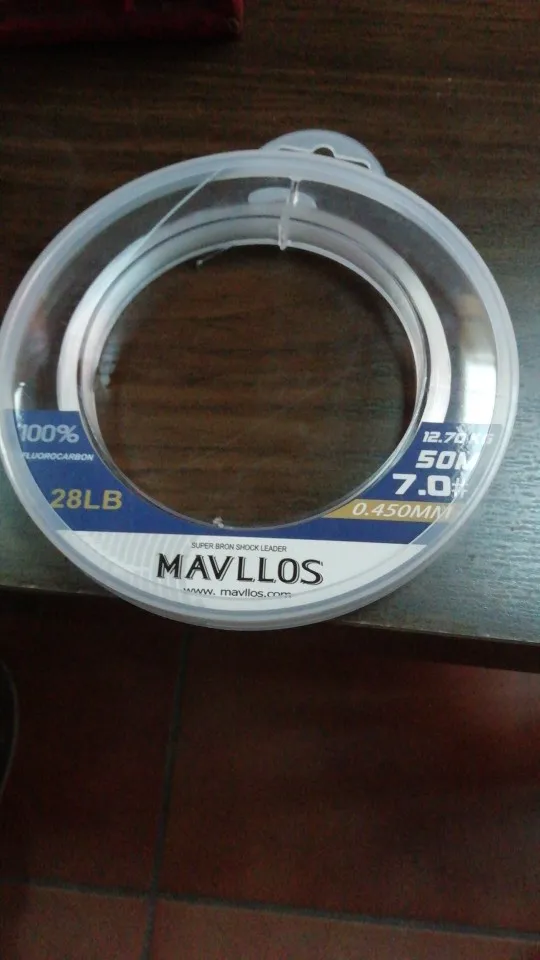 100%
FLUOROCARBON
28LB
12.70KG
50M
7.0#
0.450MM
SUPER BRON SHOCK LEADER
MAVLLOS
www. mavllos.com